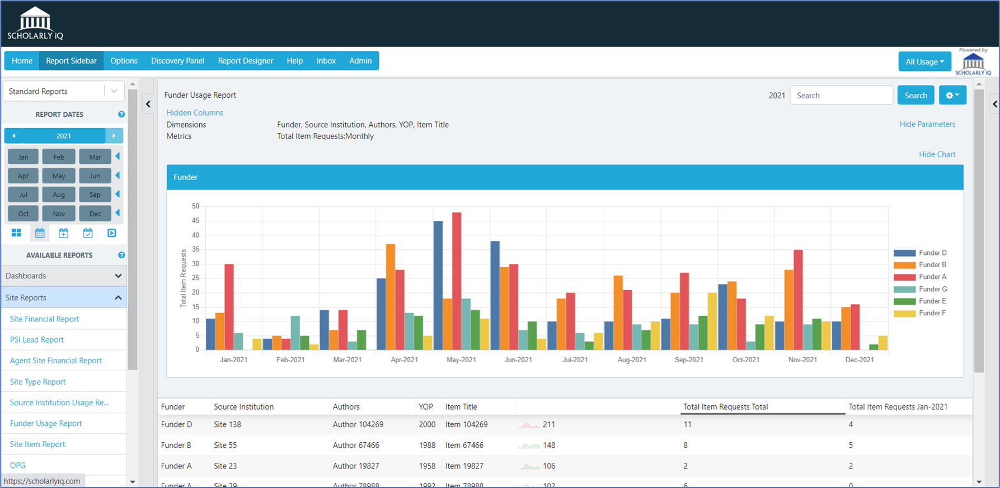 SCHOLARLY iQ
Home Report Sidebar Options Discovery Panel Report Designer Help Inbox Admin
All Usage
Powered by
SCHOLARLY iQ
Standard Reports
REPORT DATES
2021
Jan Feb Mar
Apr May Jun
Jul Aug Sep
Oct Nov Dec
AVAILABLE REPORTS
Dashboards
Site Reports
Site Financial Report
PSI Lead Report
Agent Site Financial Report
Site Type Report
Source Institution Usage Re...
Funder Usage Report
Site Item Report
OPG
https://scholarlyiq.com
Funder Usage Report
2021 Search Search
Hidden Columns
Dimensions Funder, Source Institution, Authors, YOP, Item Title
Metrics Total Item Requests:Monthly
Hide Parameters
Hide Chart
Funder
Total Item Requests
50
45
40
35
30
25
20
15
10
5
0
Jan-2021 Feb-2021 Mar-2021 Apr-2021 May-2021 Jun-2021 Jul-2021 Aug-2021 Sep-2021 Oct-2021 Nov-2021 Dec-2021
Funder D
Funder B
Funder A
Funder G
Funder E
Funder F
Funder Source Institution Authors YOP Item Title Total Item Requests Total Total Item Requests Jan-2021
Funder D Site 138 Author 104269 2000 Item 104269 211 11 4
Funder B Site 55 Author 67466 1988 Item 67466 148 8 5
Funder A Site 23 Author 19827 1958 Item 19827 106 2 2
Funder A Site 39 Author 78988 1992 Item 78988 102 6 0